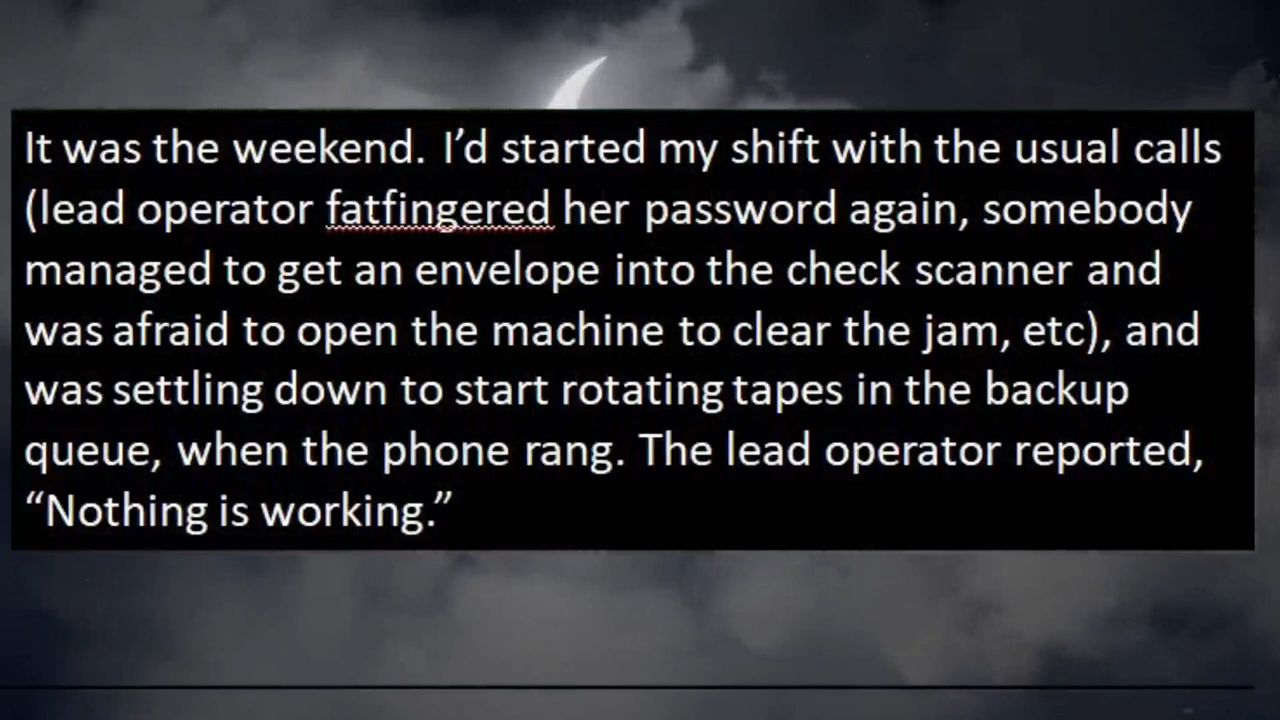 It was the weekend. I’d started my shift with the usual calls
(lead operator fatfingered her password again, somebody
managed to get an envelope into the check scanner and
was afraid to open the machine to clear the jam, etc), and
was settling down to start rotating tapes in the backup
queue, when the phone rang. The lead operator reported,
“Nothing is working.”